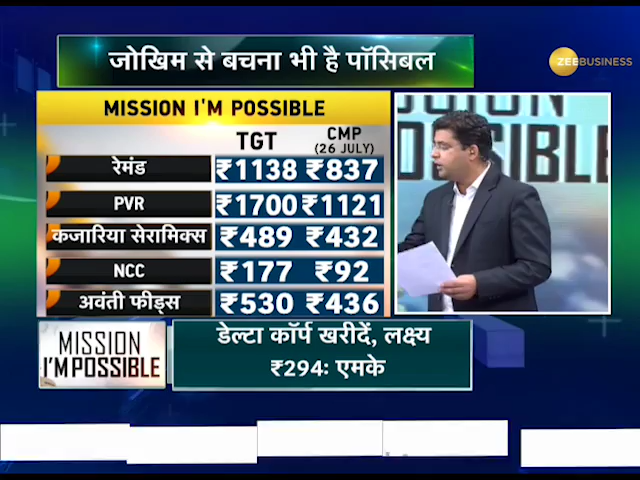 जोखिम से बचना भी है पॉसिबल
ZEEBUSINESS
MISSION I'M POSSIBLE
TGT CMP
(26 JULY)
रेमंड ₹1138 ₹837
PVR ₹1700 ₹1121
कजारिया सेरामिक्स ₹489 ₹432
NCC ₹177 ₹92
अवंती फीड्स ₹530 ₹436
MISSION
I'M POSSIBLE
डेल्टा कॉर्प खरीदें, लक्ष्य
₹294: एमके